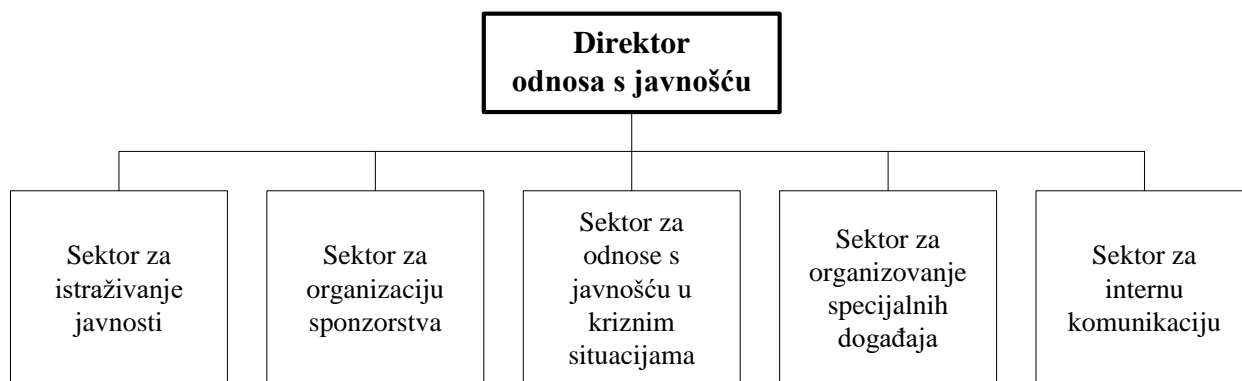 Direktor
odnosa s javnošću
Sektor za
istraživanje
javnosti
Sektor za
organizaciju
sponzorstva
Sektor za
odnose s
javnošću u
kriznim
situacijama
Sektor za
organizovanje
specijalnih
događaja
Sektor za
internu
komunikaciju